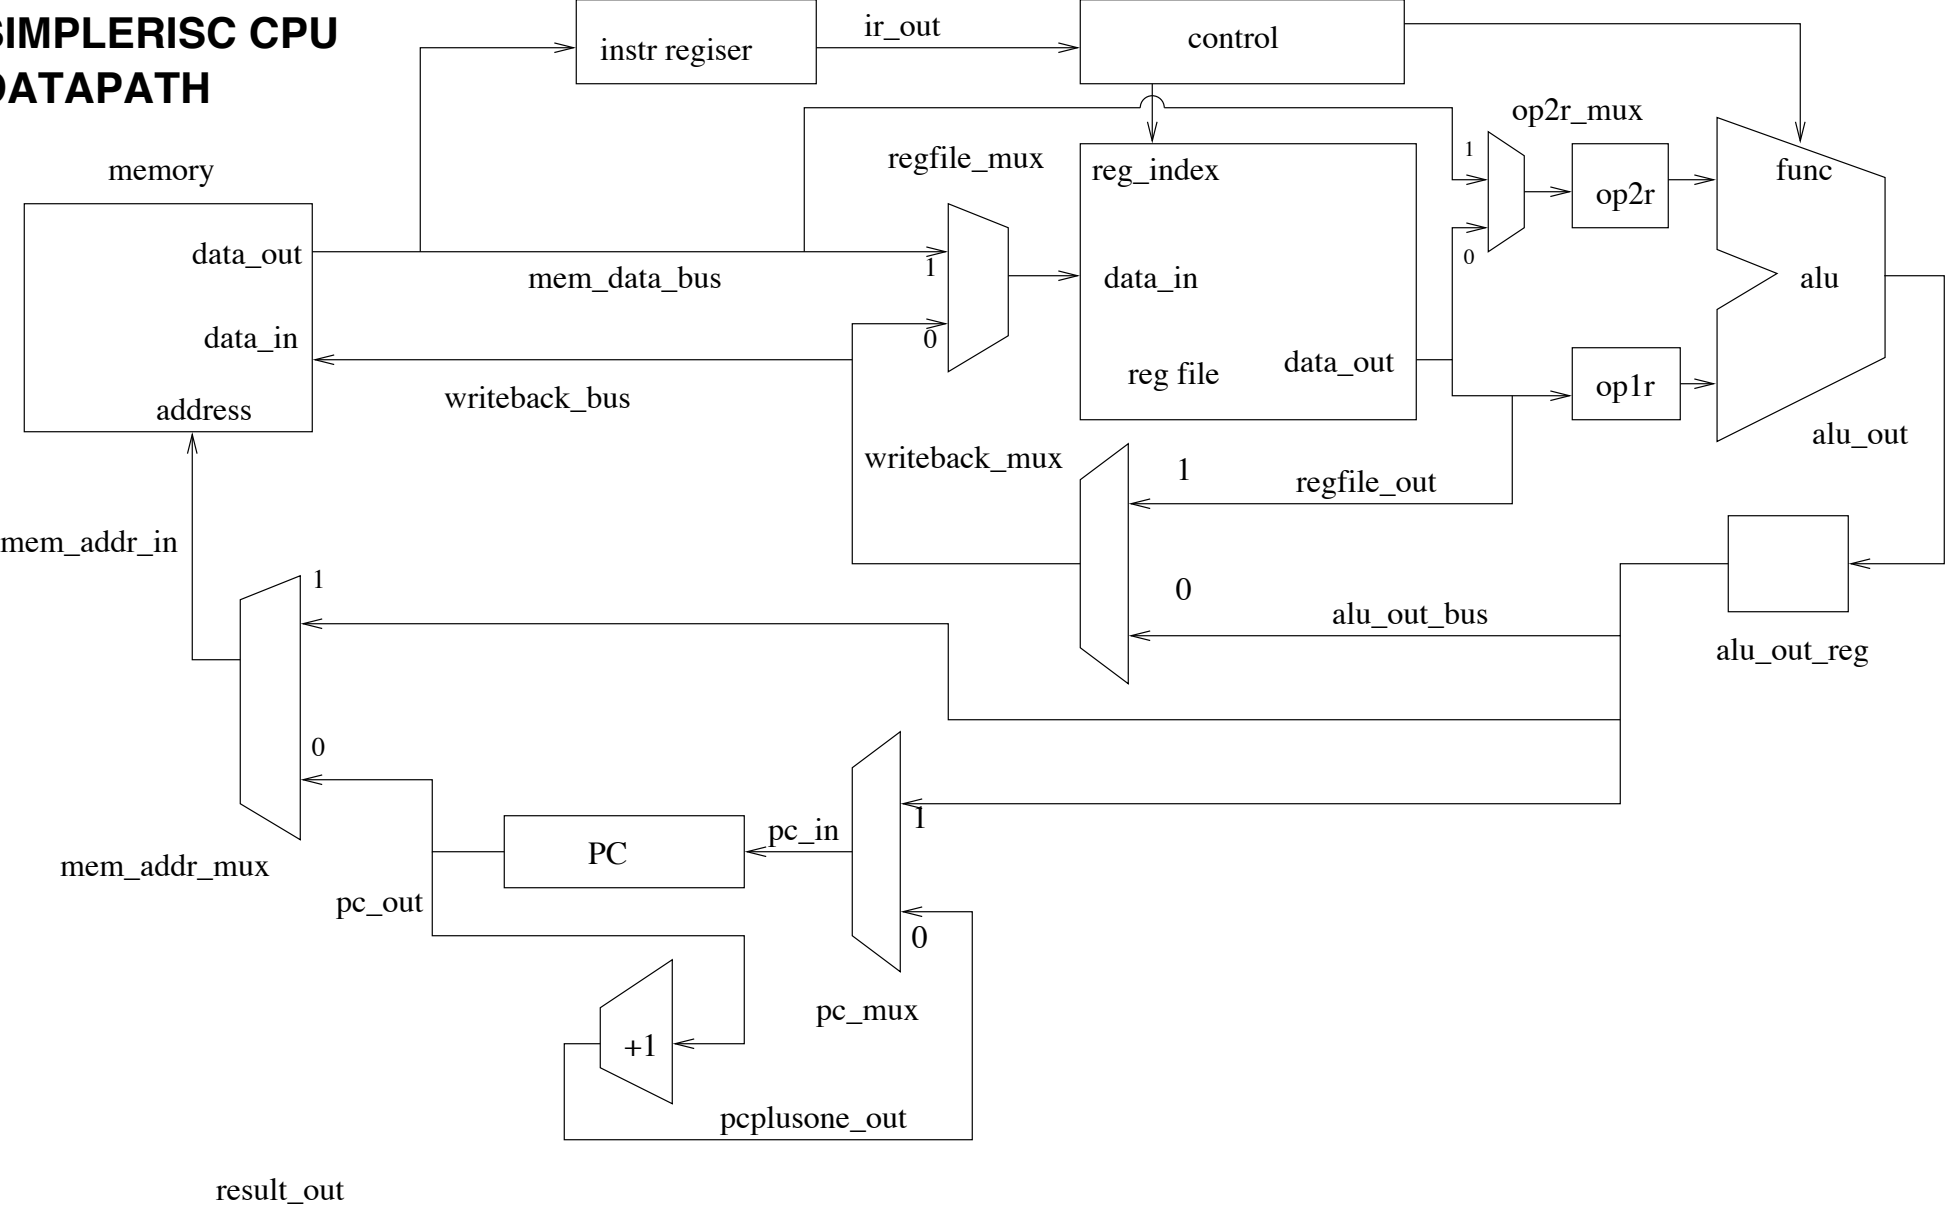 SIMPLERISC CPU
DATAPATH
instr regiser
ir_out
control
op2r_mux
memory
regfile_mux
reg_index
1
func
op2r
data_out
mem_data_bus
1
data_in
0
alu
data_in
0
writeback_bus
reg file
data_out
op1r
address
alu_out
writeback_mux
1
regfile_out
mem_addr_in
1
0
alu_out_bus
alu_out_reg
0
1
pc_in
PC
mem_addr_mux
pc_out
0
pc_mux
+1
pcplusone_out
result_out